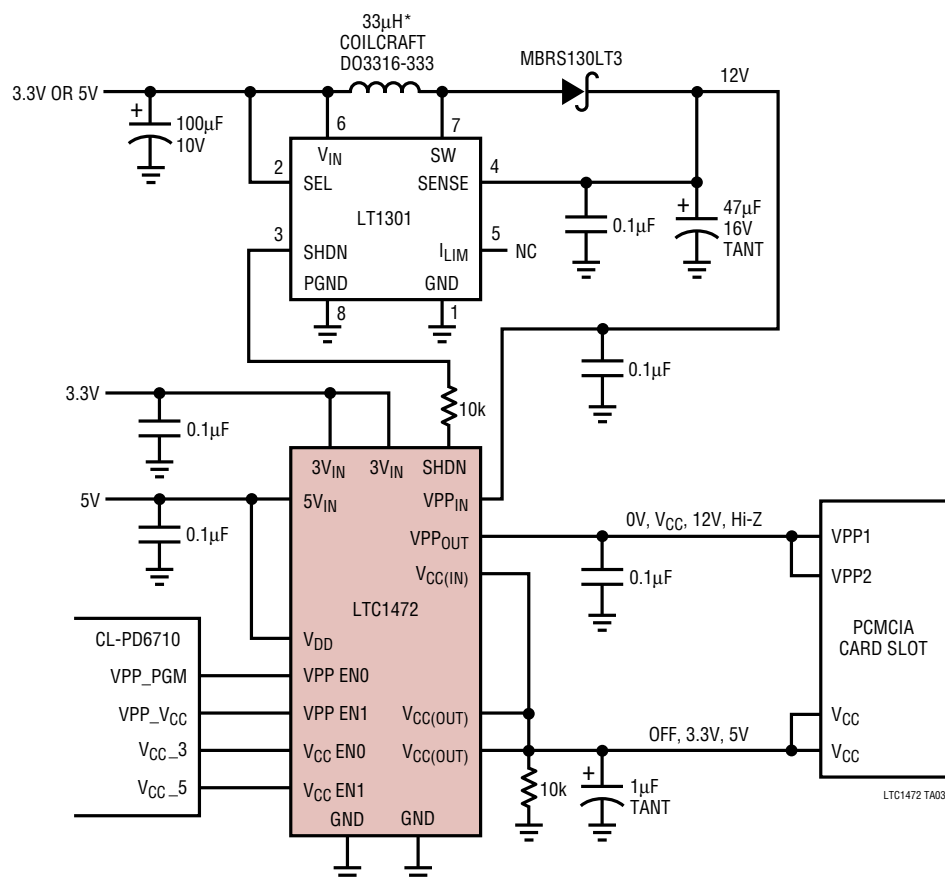 33µH*
COILCRAFT
DO3316-333
MBRS130LT3
12V
3.3V OR 5V
+
100µF
10V
6
7
VIN
SW
2
SEL
SENSE
4
LT1301
3
SHDN
ILIM
5
NC
PGND
GND
8
1
0.1µF
+
47µF
16V
TANT
0.1µF
3.3V
0.1µF
10k
3VIN
3VIN
SHDN
5V
5VIN
VPPIN
0.1µF
VPPOUT
0V, VCC, 12V, Hi-Z
VPP1
VCC(IN)
0.1µF
VPP2
LTC1472
PCMCIA
CARD SLOT
CL-PD6710
VDD
VPP_PGM
VPP EN0
VPP_VCC
VPP EN1
VCC(OUT)
VCC
VCC_3
VCC EN0
VCC(OUT)
OFF, 3.3V, 5V
VCC
VCC_5
VCC EN1
10k
+
1µF
TANT
GND
GND
LTC1472 TA03